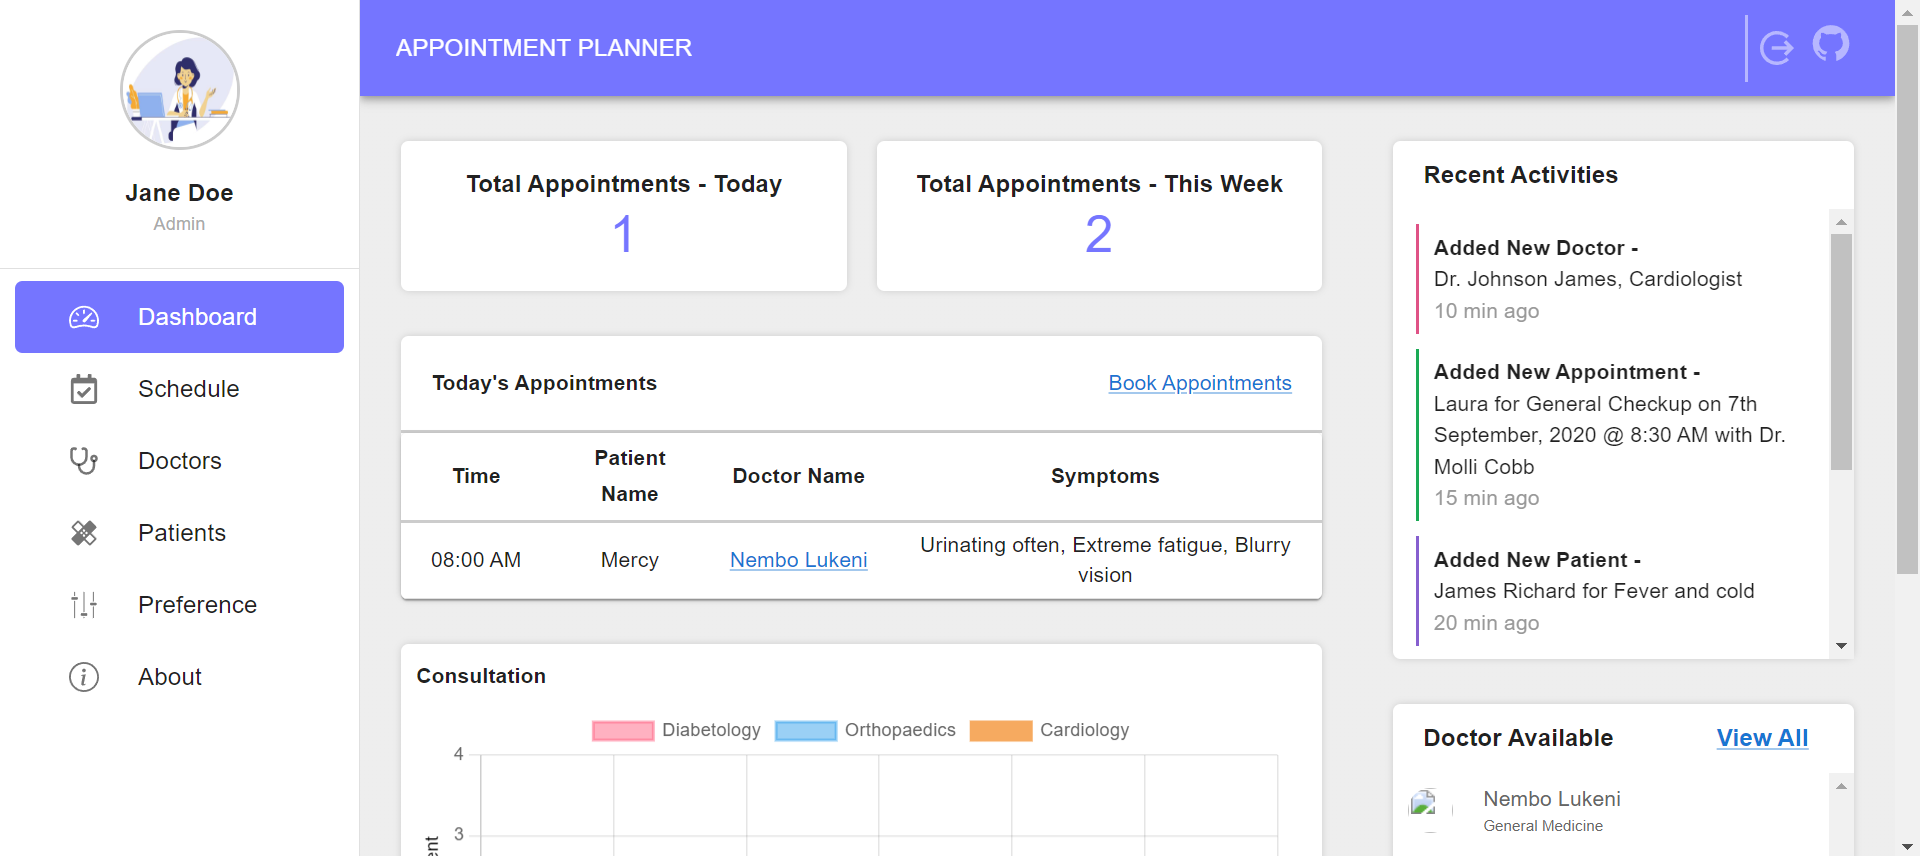 Jane Doe
Admin
Dashboard
Schedule
Doctors
Patients
Preference
About
APPOINTMENT PLANNER
Total Appointments - Today
1
Total Appointments - This Week
2
Today's Appointments
Book Appointments
Time
Patient
Name
Doctor Name
Symptoms
08:00 AM
Mercy
Nembo Lukeni
Urinating often, Extreme fatigue, Blurry
vision
Consultation
Diabetology
Orthopaedics
Cardiology
4
3
Recent Activities
Added New Doctor -
Dr. Johnson James, Cardiologist
10 min ago
Added New Appointment -
Laura for General Checkup on 7th
September, 2020 @ 8:30 AM with Dr.
Molli Cobb
15 min ago
Added New Patient -
James Richard for Fever and cold
20 min ago
Doctor Available
View All
Nembo Lukeni
General Medicine